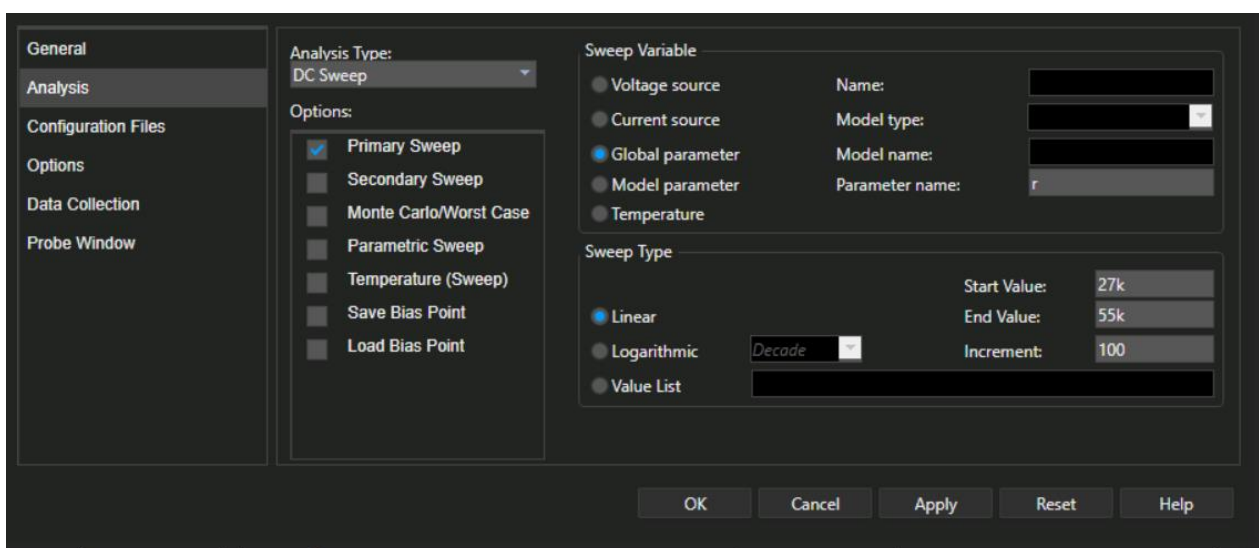 General
Analysis
Configuration Files
Options
Data Collection
Probe Window
Analysis Type:
DC Sweep
Options:
Primary Sweep
Secondary Sweep
Monte Carlo/Worst Case
Parametric Sweep
Temperature (Sweep)
Save Bias Point
Load Bias Point
Sweep Variable
Voltage source Name:
Current source Model type:
Global parameter Model name:
Model parameter Parameter name: r
Temperature
Sweep Type
Start Value: 27k
Linear End Value: 55k
Logarithmic Decade Increment: 100
Value List
OK Cancel Apply Reset Help